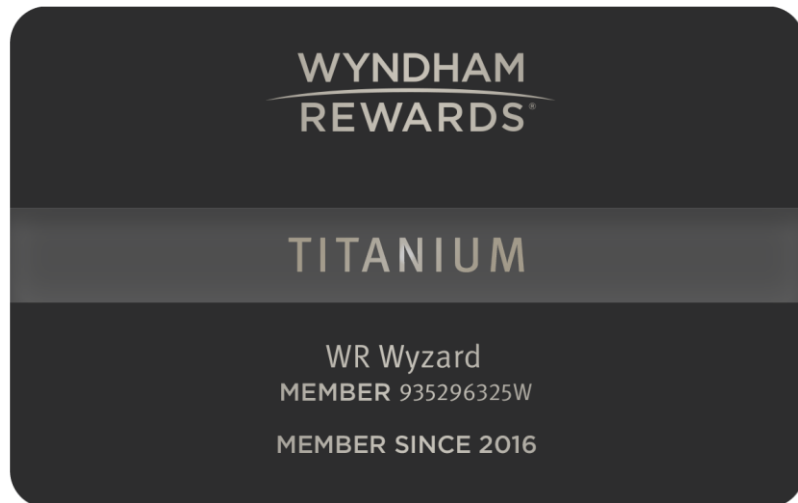 WYNDHAM
REWARDS®
TITANIUM
WR Wyzard
MEMBER 935296325W
MEMBER SINCE 2016